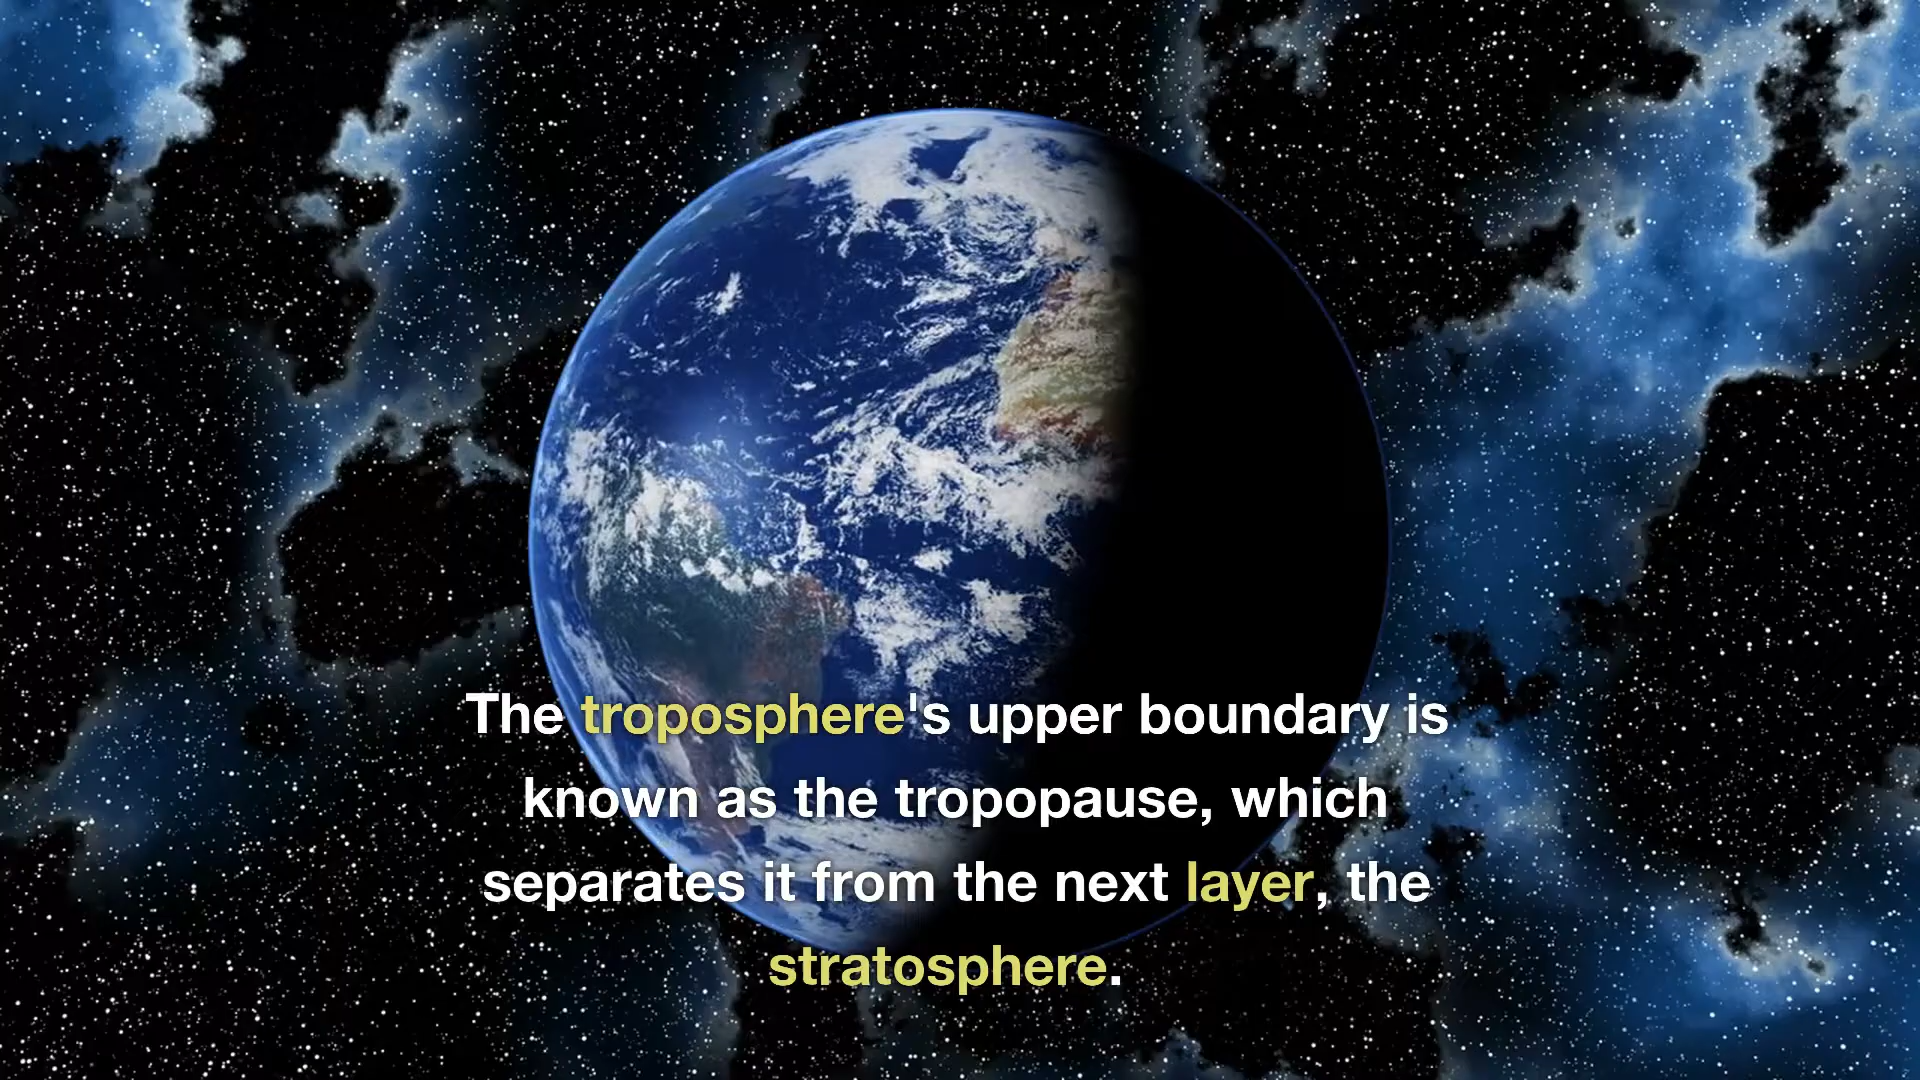 The troposphere's upper boundary is
known as the tropopause, which
separates it from the next layer, the
stratosphere.